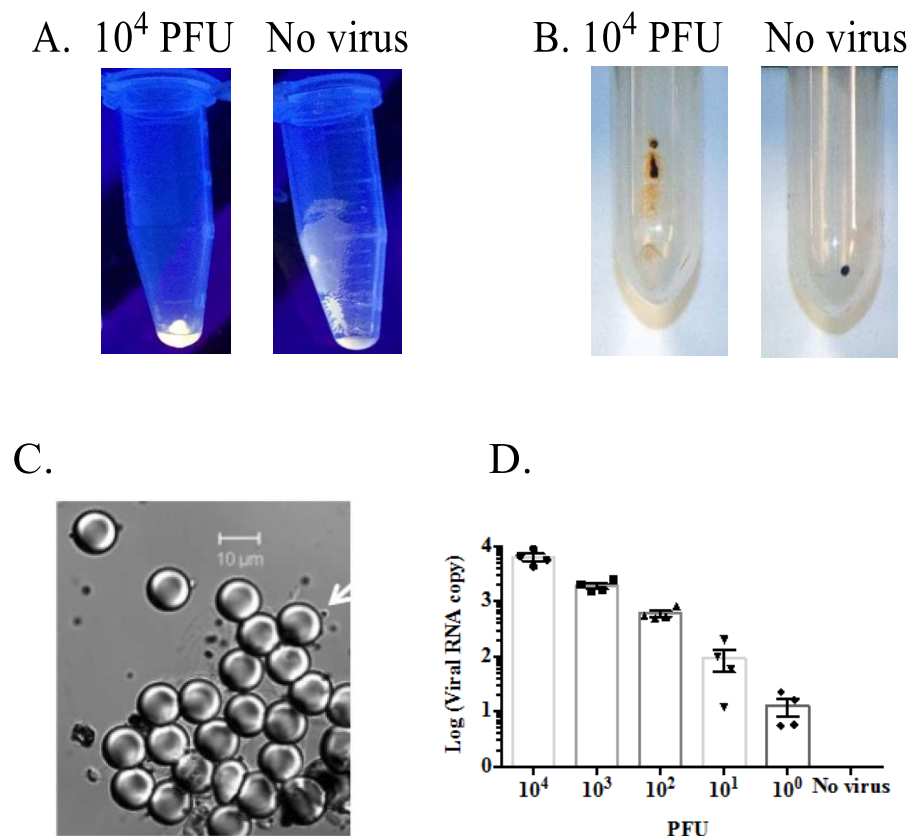 A. 10⁴ PFU No virus
B. 10⁴ PFU No virus
C.
10 µm
D.
Log (Viral RNA copy)
4
3
2
1
0
10⁴ 10³ 10² 10¹ 10⁰ No virus
PFU